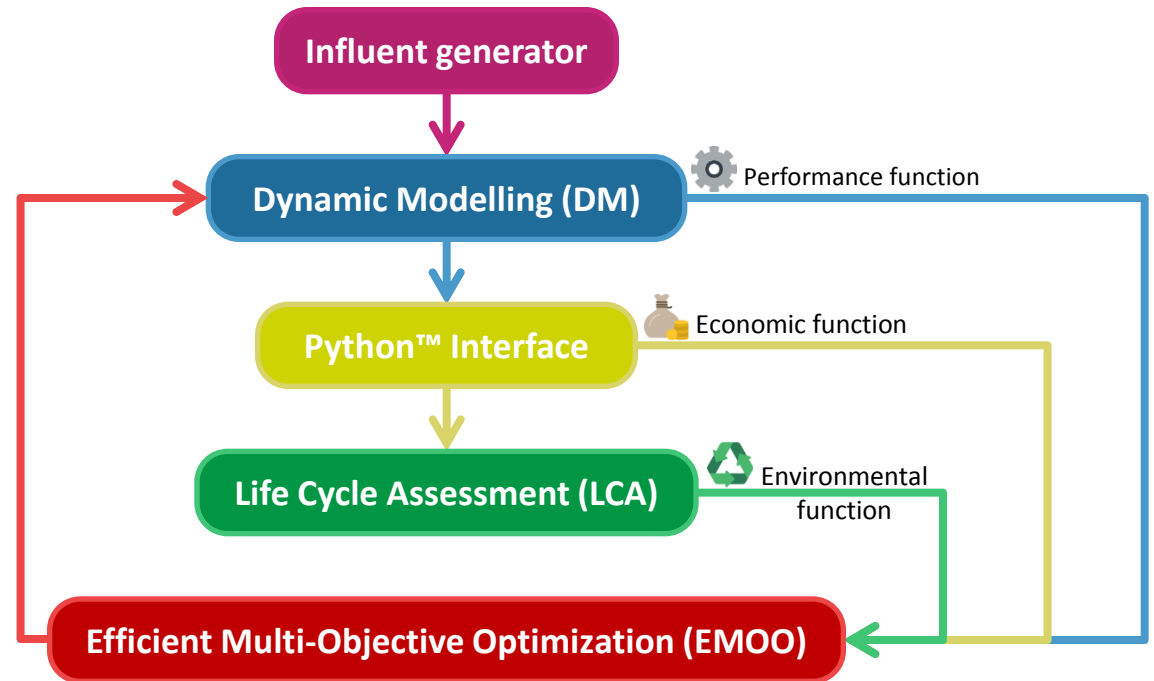 Influent generator
Dynamic Modelling (DM)
Performance function
Python™ Interface
Economic function
Life Cycle Assessment (LCA)
Environmental
function
Efficient Multi-Objective Optimization (EMOO)